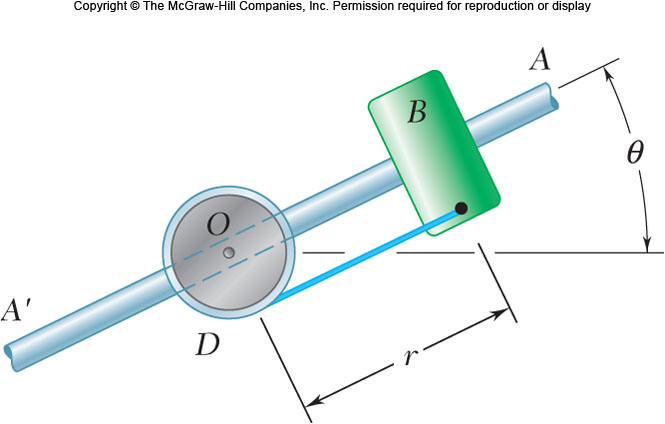 Copyright © The McGraw-Hill Companies, Inc. Permission required for reproduction or display
A
B
θ
O
A'
D
r